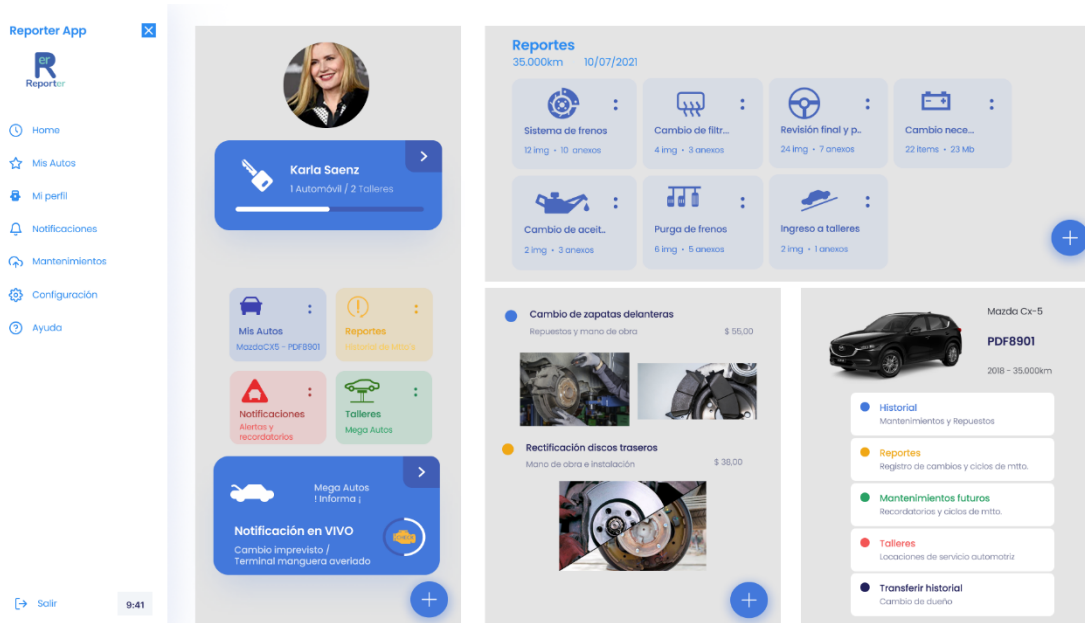 Reporter App
er
R
Reporter
Home
Mis Autos
Mi perfil
Notificaciones
Mantenimientos
Configuración
Ayuda
Salir
9:41
Karla Saenz
1 Automóvil / 2 Talleres
Mis Autos
MazdaCX5 - PDF8901
Reportes
Notificaciones
Alertas y
recordatorios
Talleres
Mega Autos
Mega Autos
! Informa ¡
Notificación en VIVO
Cambio imprevisto /
Terminal manguera averiado
CHECK
Reportes
35.000km 10/07/2021
Sistema de frenos
12 img • 10 anexos
Cambio de filtr...
4 img • 3 anexos
Revisión final y p..
24 img • 7 anexos
Cambio nece...
22 items • 23 Mb
Cambio de aceit..
2 img • 3 anexos
Purga de frenos
6 img • 5 anexos
Ingreso a talleres
2 img • 1 anexos
Cambio de zapatas delanteras
Repuestos y mano de obra $ 55,00
Rectificación discos traseros
Mano de obra e instalación $ 38,00
Mazda Cx-5
PDF8901
2018 - 35.000km
Historial
Mantenimientos y Repuestos
Reportes
Registro de cambios y ciclos de mtto.
Mantenimientos futuros
Recordatorios y ciclos de mtto.
Talleres
Locaciones de servicio automotriz
Transferir historial
Cambio de dueño